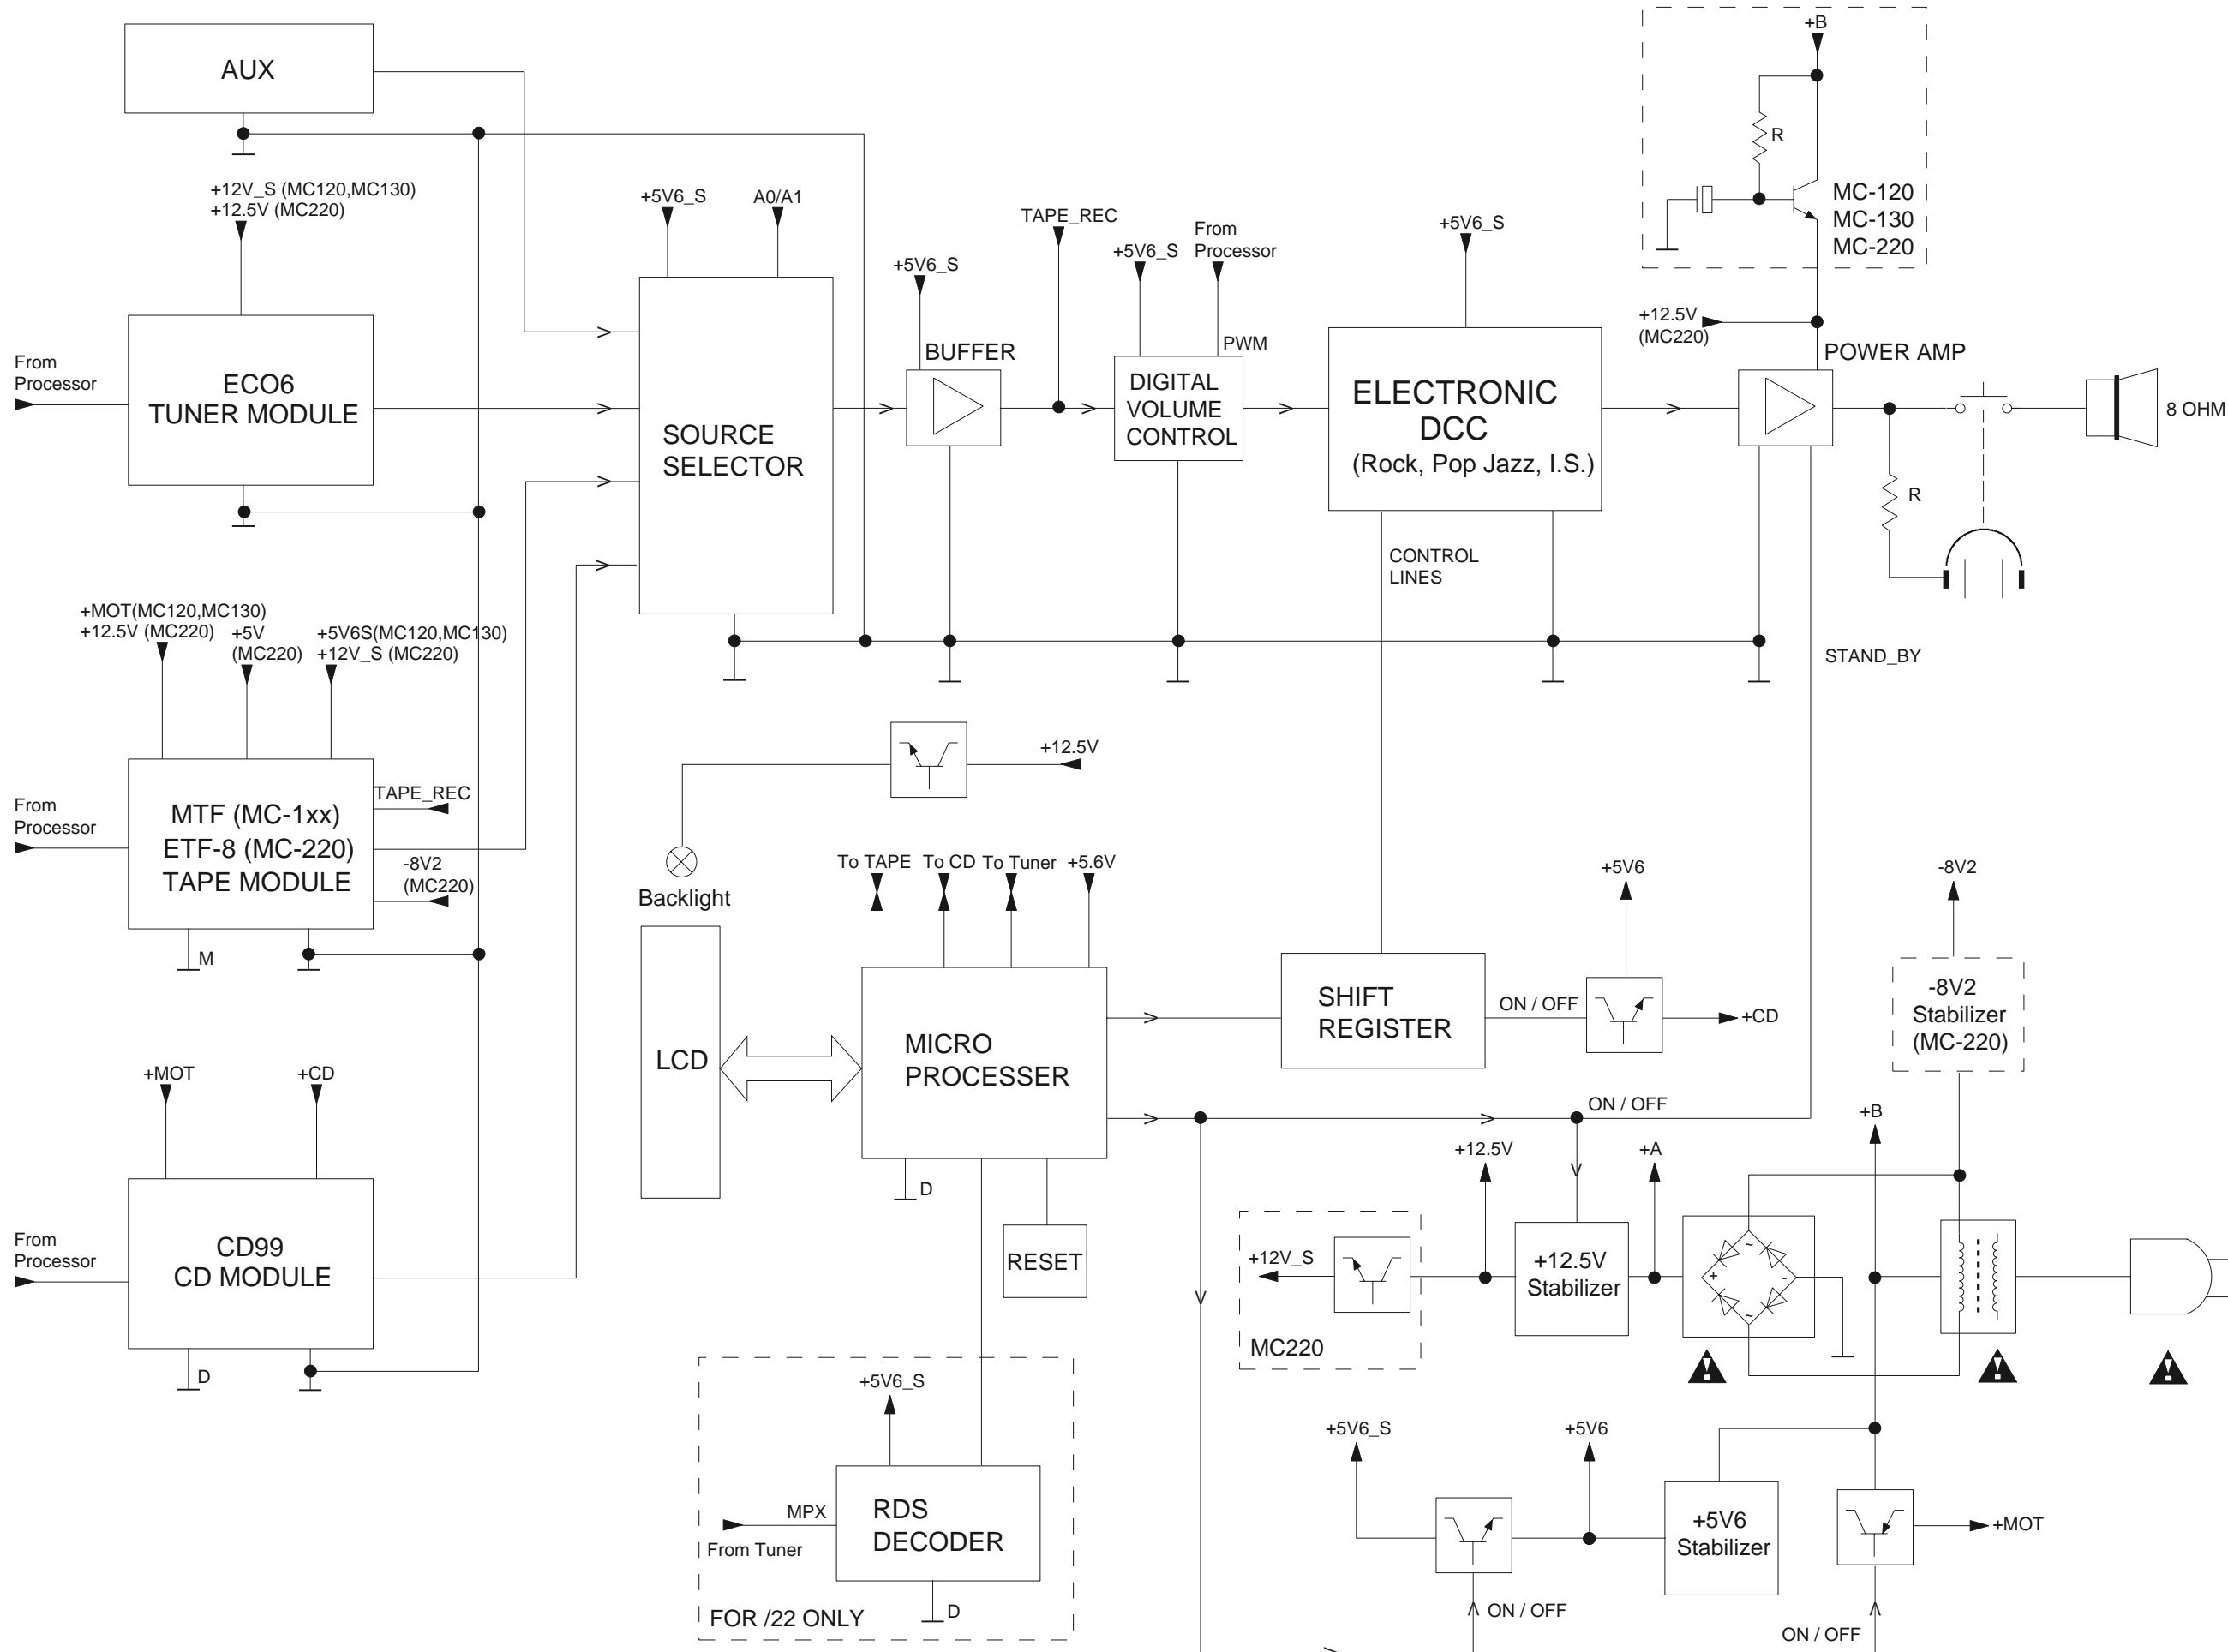 AUX
+12V_S (MC120,MC130)
+12.5V (MC220)
From
Processor
ECO6
TUNER MODULE
+5V6_S
A0/A1
SOURCE
SELECTOR
+5V6_S
BUFFER
TAPE_REC
+5V6_S
From
Processor
PWM
DIGITAL
VOLUME
CONTROL
+5V6_S
ELECTRONIC
DCC
(Rock, Pop Jazz, I.S.)
CONTROL
LINES
+B
R
MC-120
MC-130
MC-220
+12.5V
(MC220)
POWER AMP
8 OHM
R
STAND_BY
+MOT(MC120,MC130)
+12.5V (MC220)
+5V
(MC220)
+5V6S(MC120,MC130)
+12V_S (MC220)
From
Processor
MTF (MC-1xx)
ETF-8 (MC-220)
TAPE MODULE
TAPE_REC
-8V2
(MC220)
M
+12.5V
Backlight
LCD
To TAPE
To CD
To Tuner
+5.6V
MICRO
PROCESSER
D
RESET
SHIFT
REGISTER
ON / OFF
+5V6
+CD
-8V2
-8V2
Stabilizer
(MC-220)
+MOT
+CD
From
Processor
CD99
CD MODULE
D
ON / OFF
+12.5V
+A
+B
+12V_S
MC220
+12.5V
Stabilizer
~
+
-
~
+5V6_S
MPX
From Tuner
RDS
DECODER
D
FOR /22 ONLY
+5V6_S
+5V6
+5V6
Stabilizer
+MOT
ON / OFF
ON / OFF